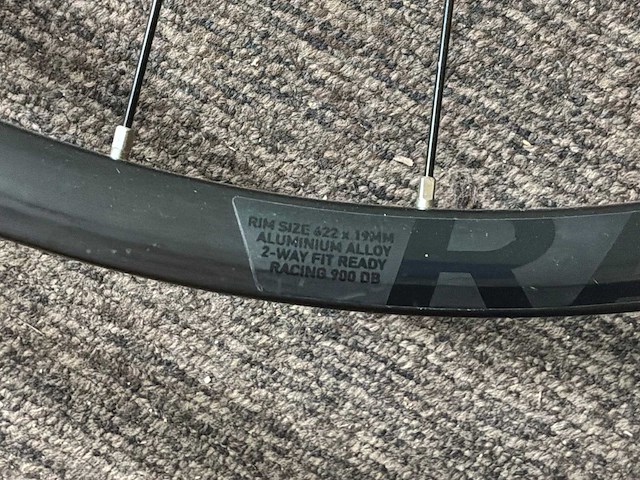 RIM SIZE 622 x 19MM
ALUMINIUM ALLOY
2-WAY FIT READY
RACING 900 DB
R